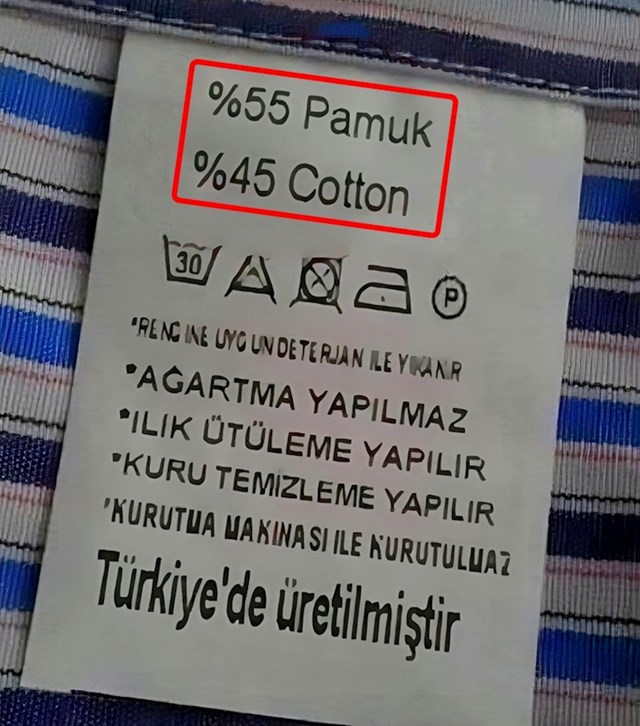 %55 Pamuk
%45 Cotton
30 P
*RENGİNE UYGUN DETERJAN İLE YIKANIR
*AĞARTMA YAPILMAZ
*ILIK ÜTÜLEME YAPILIR
*KURU TEMİZLEME YAPILIR
*KURUTMA MAKİNASI İLE KURUTULMAZ
Türkiye'de üretilmiştir